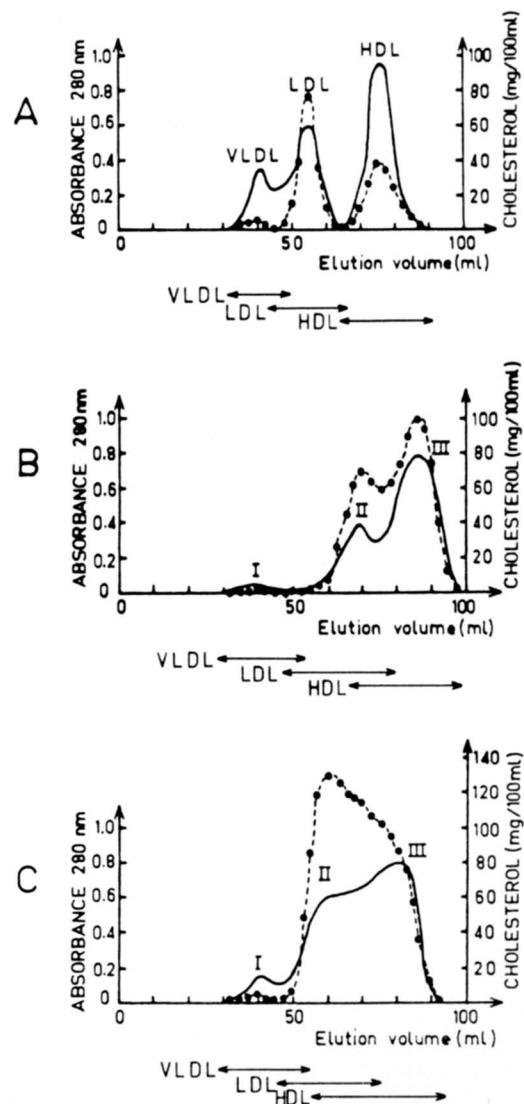 A
ABSORBANCE 280 nm
CHOLESTEROL (mg/100ml)
1.0
0.8
0.6
0.4
0.2
0
100
80
60
40
20
0
VLDL
LDL
HDL
0
50
100
Elution volume (ml)
VLDL
LDL
HDL
B
ABSORBANCE 280 nm
CHOLESTEROL (mg/100ml)
1.0
0.8
0.6
0.4
0.2
0
100
80
60
40
20
0
I
II
III
0
50
100
Elution volume (ml)
VLDL
LDL
HDL
C
ABSORBANCE 280 nm
CHOLESTEROL (mg/100ml)
1.0
0.8
0.6
0.4
0.2
0
140
120
100
80
60
40
20
0
I
II
III
0
50
100
Elution volume (ml)
VLDL
LDL
HDL